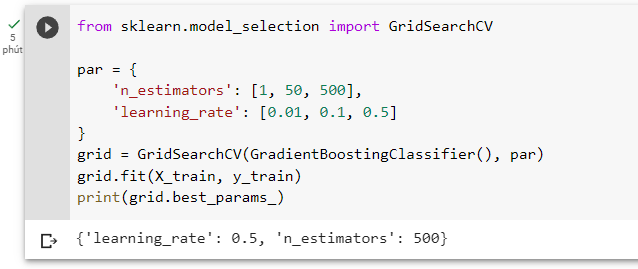 5
phút
from sklearn.model_selection import GridSearchCV
par = {
    'n_estimators': [1, 50, 500],
    'learning_rate': [0.01, 0.1, 0.5]
}
grid = GridSearchCV(GradientBoostingClassifier(), par)
grid.fit(X_train, y_train)
print(grid.best_params_)
{'learning_rate': 0.5, 'n_estimators': 500}